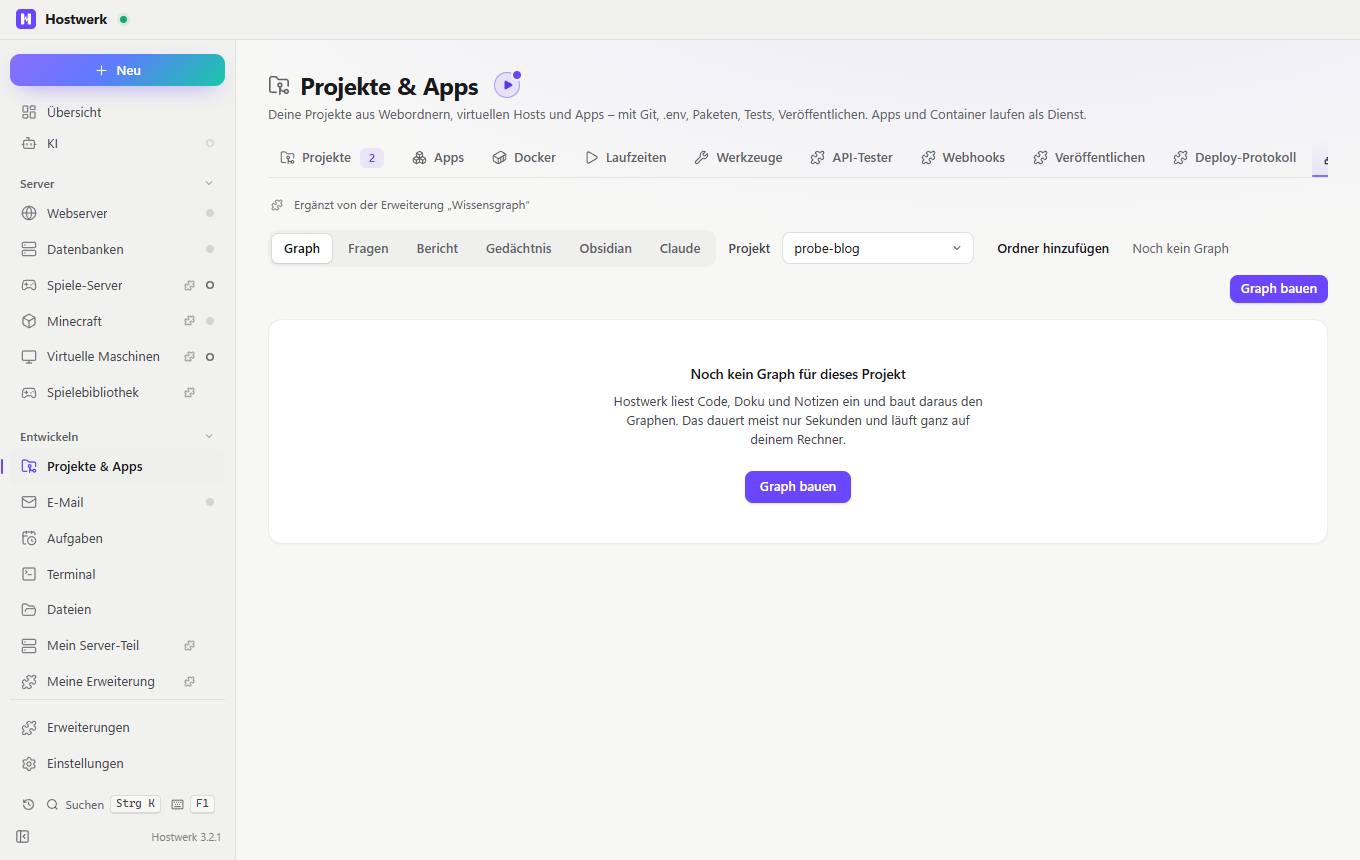 Hostwerk
Neu
Übersicht
KI
Server
Webserver
Datenbanken
Spiele-Server
Minecraft
Virtuelle Maschinen
Spielebibliothek
Entwickeln
Projekte & Apps
E-Mail
Aufgaben
Terminal
Dateien
Mein Server-Teil
Meine Erweiterung
Erweiterungen
Einstellungen
Suchen Strg K F1
Hostwerk 3.2.1
Projekte & Apps
Deine Projekte aus Webordnern, virtuellen Hosts und Apps – mit Git, .env, Paketen, Tests, Veröffentlichen. Apps und Container laufen als Dienst.
Projekte 2 Apps Docker Laufzeiten Werkzeuge API-Tester Webhooks Veröffentlichen Deploy-Protokoll
Ergänzt von der Erweiterung „Wissensgraph“
Graph Fragen Bericht Gedächtnis Obsidian Claude Projekt probe-blog Ordner hinzufügen Noch kein Graph
Graph bauen
Noch kein Graph für dieses Projekt
Hostwerk liest Code, Doku und Notizen ein und baut daraus den
Graphen. Das dauert meist nur Sekunden und läuft ganz auf
deinem Rechner.
Graph bauen